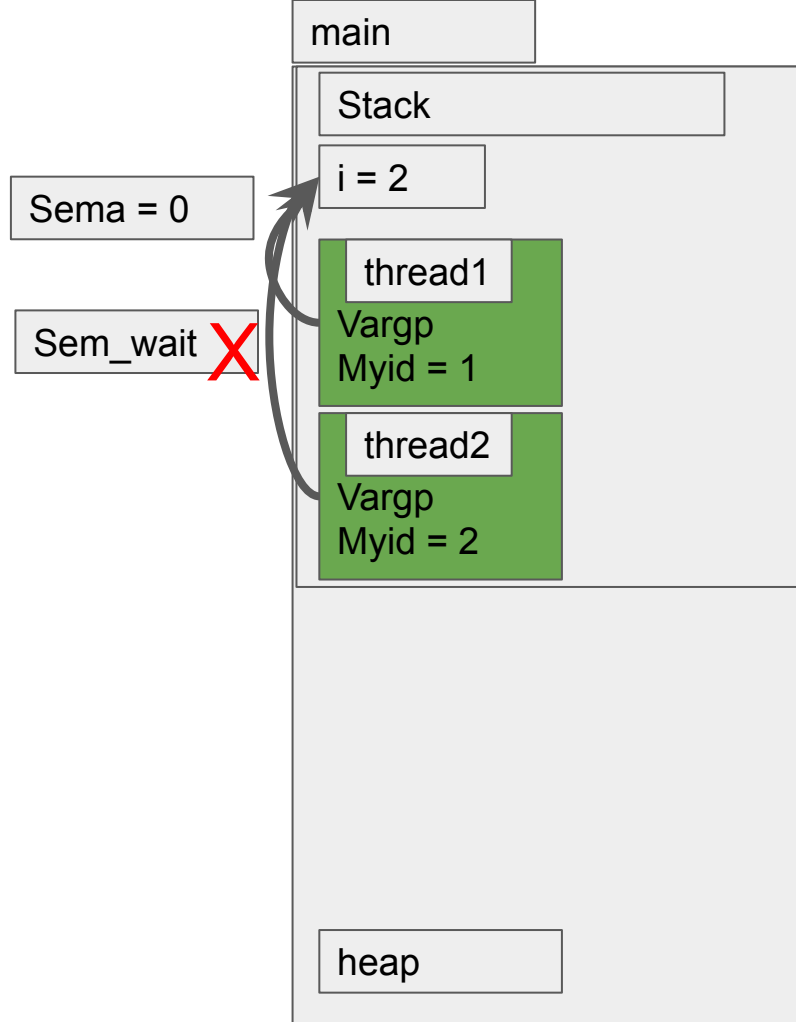 main
Stack
i = 2
Sema = 0
thread1
Sem_wait
X
Vargp
Myid = 1
thread2
Vargp
Myid = 2
heap